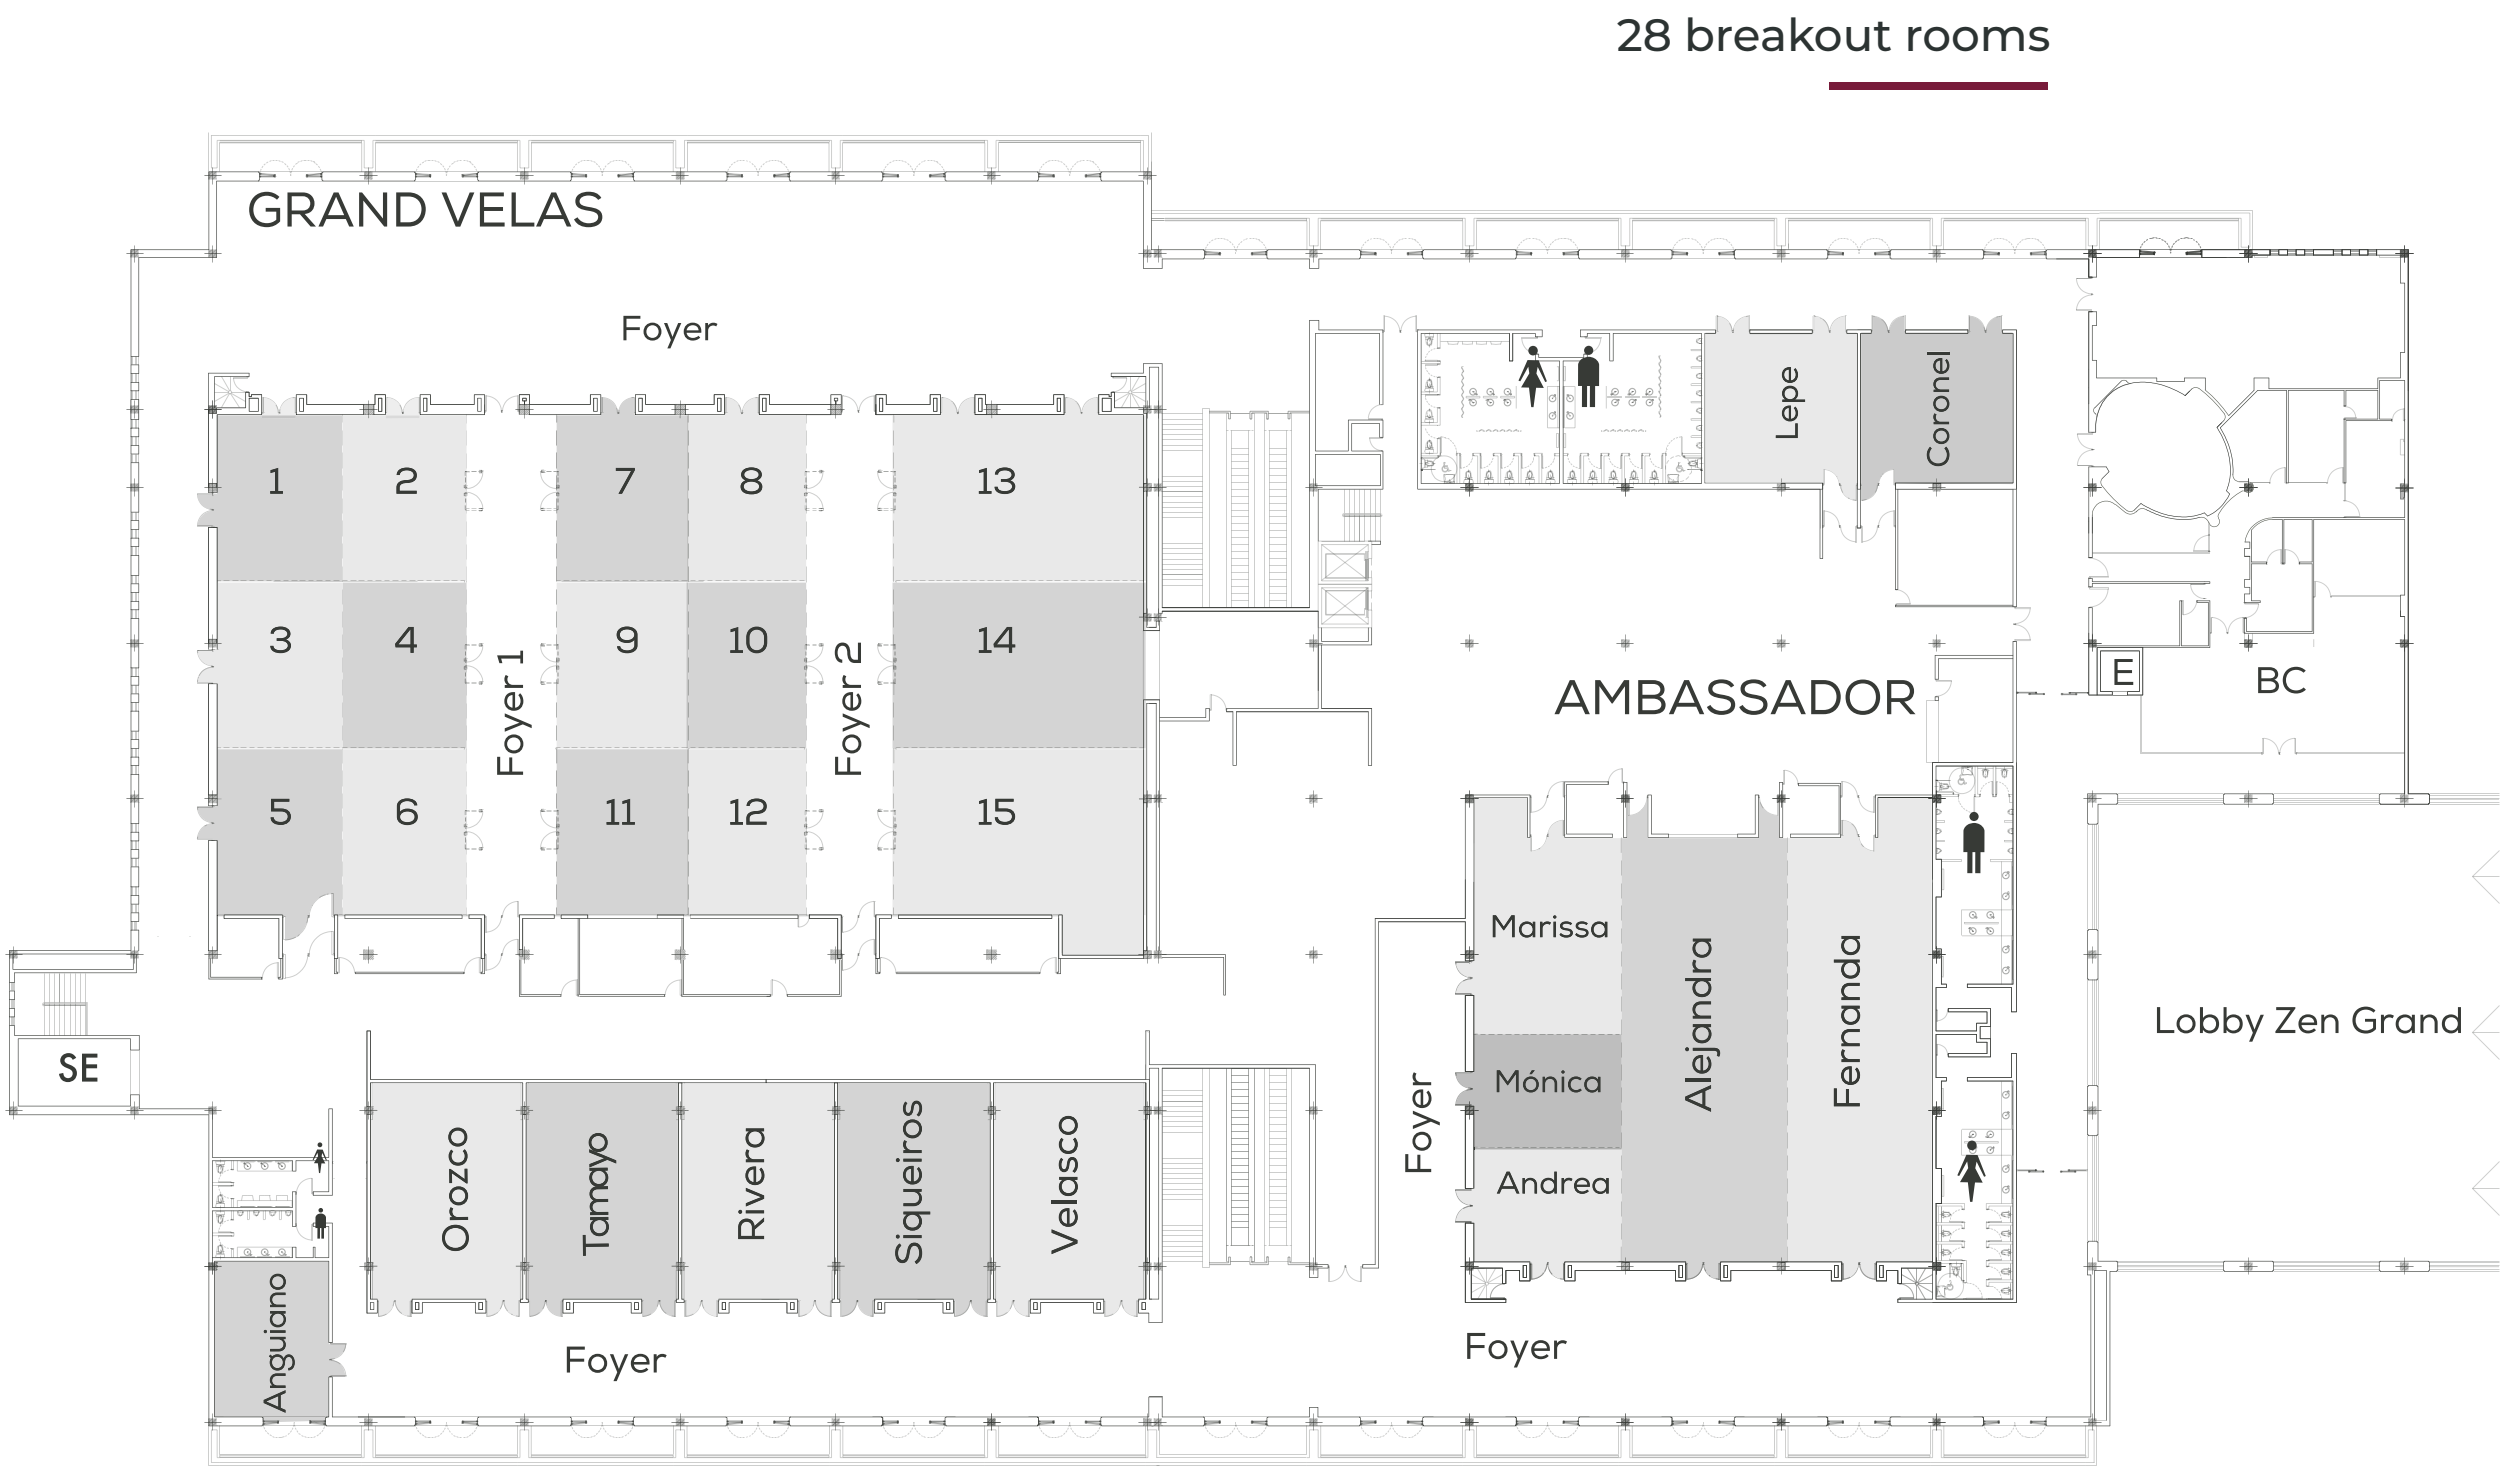 28 breakout rooms
GRAND VELAS
Foyer
1
2
7
8
13
3
4
9
10
14
5
6
11
12
15
Foyer 1
Foyer 2
Lepe
Coronel
AMBASSADOR
E
BC
Marissa
Mónica
Andrea
Alejandra
Fernanda
Foyer
Lobby Zen Grand
SE
Orozco
Tamayo
Rivera
Siqueiros
Velasco
Anguiano
Foyer
Foyer